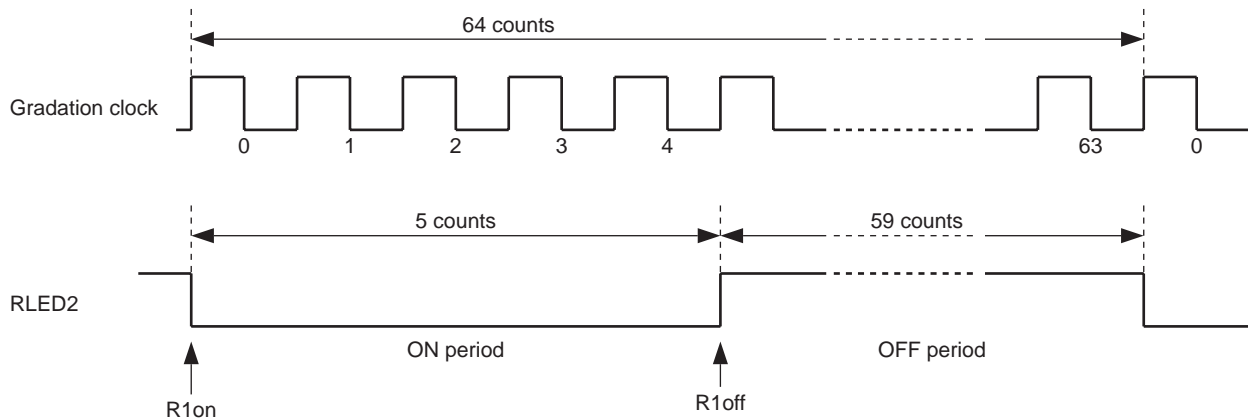 64 counts
Gradation clock
0 1 2 3 4 63 0
5 counts 59 counts
RLED2
ON period OFF period
R1on R1off